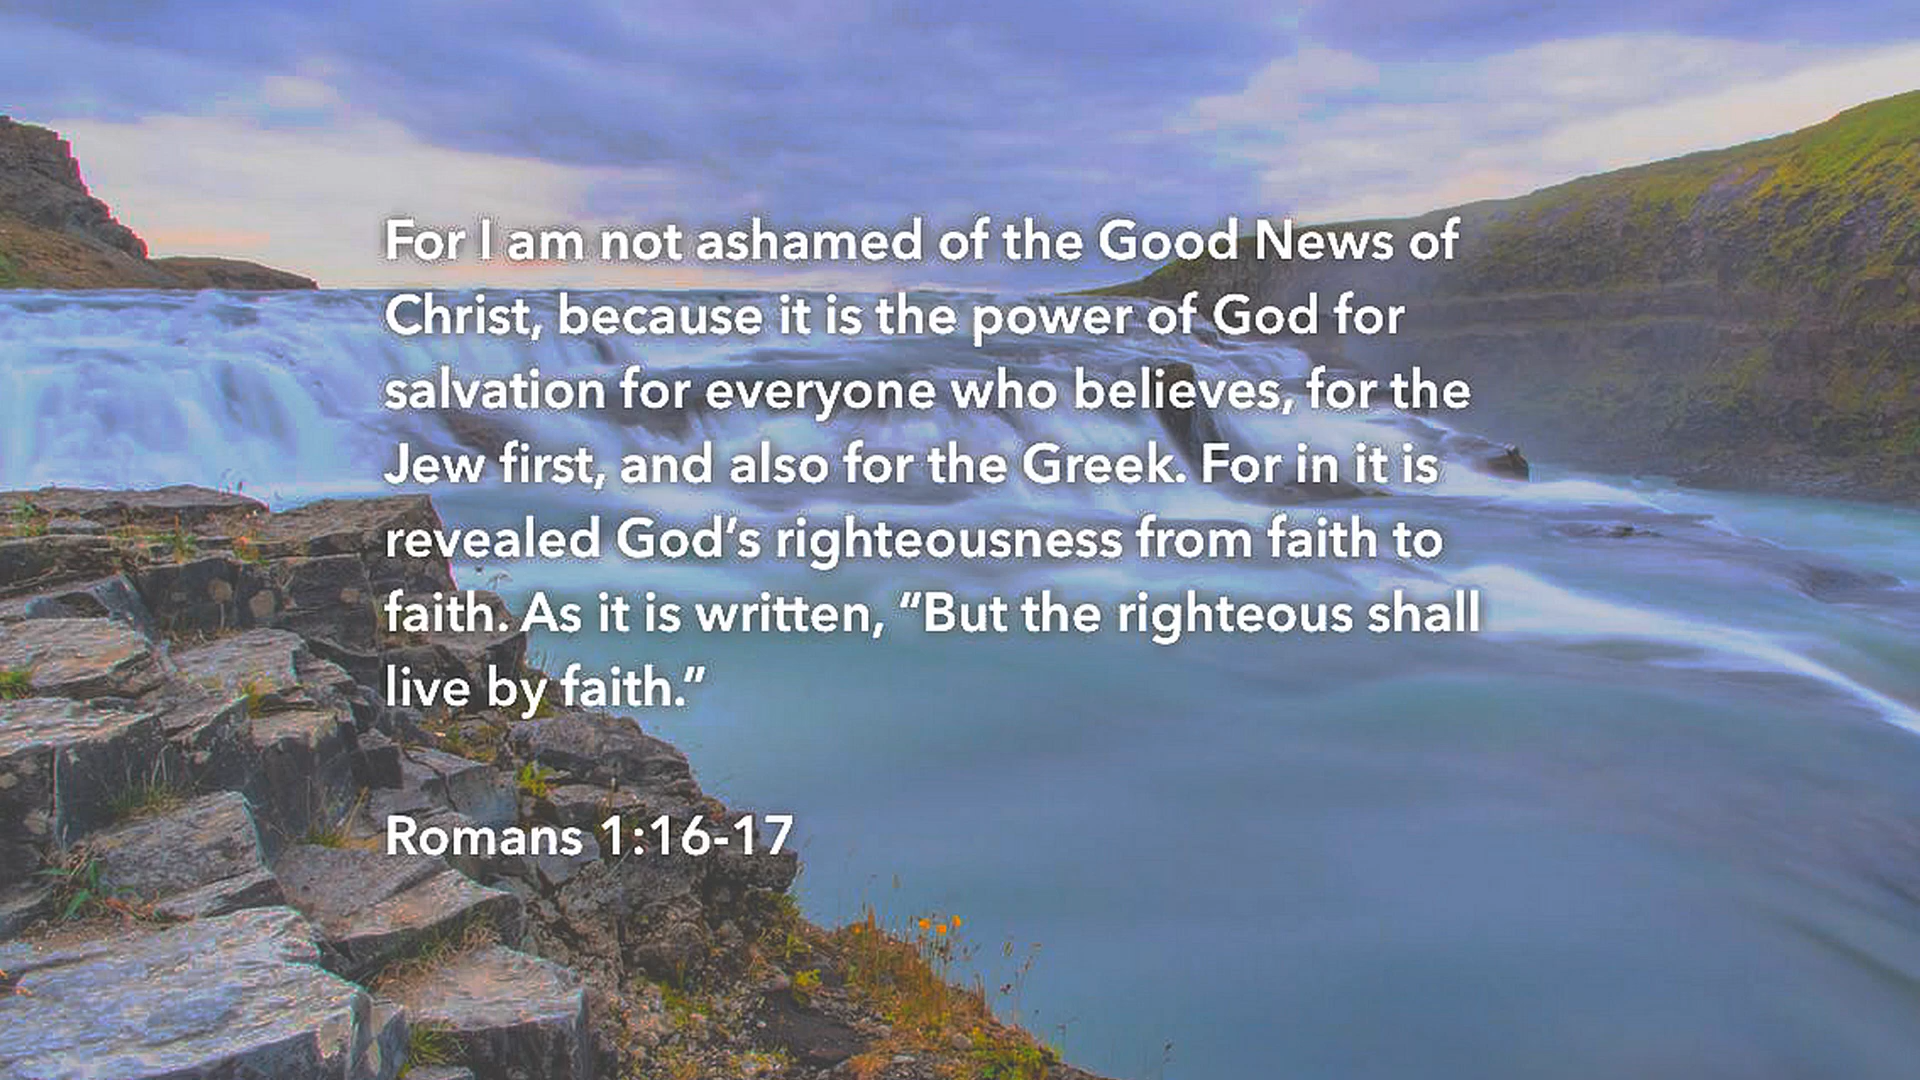 For I am not ashamed of the Good News of
Christ, because it is the power of God for
salvation for everyone who believes, for the
Jew first, and also for the Greek. For in it is
revealed God’s righteousness from faith to
faith. As it is written, “But the righteous shall
live by faith.”
Romans 1:16-17